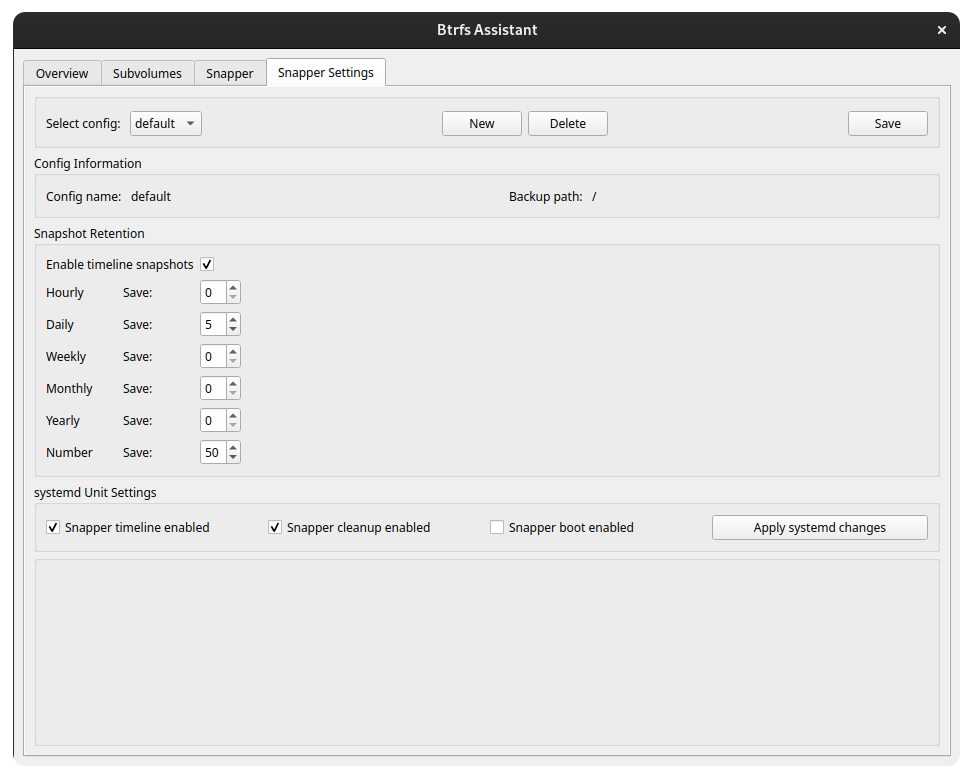 Btrfs Assistant ×
Overview Subvolumes Snapper Snapper Settings
Select config: default New Delete Save
Config Information
Config name: default Backup path: /
Snapshot Retention
Enable timeline snapshots
Hourly Save: 0
Daily Save: 5
Weekly Save: 0
Monthly Save: 0
Yearly Save: 0
Number Save: 50
systemd Unit Settings
Snapper timeline enabled Snapper cleanup enabled Snapper boot enabled Apply systemd changes